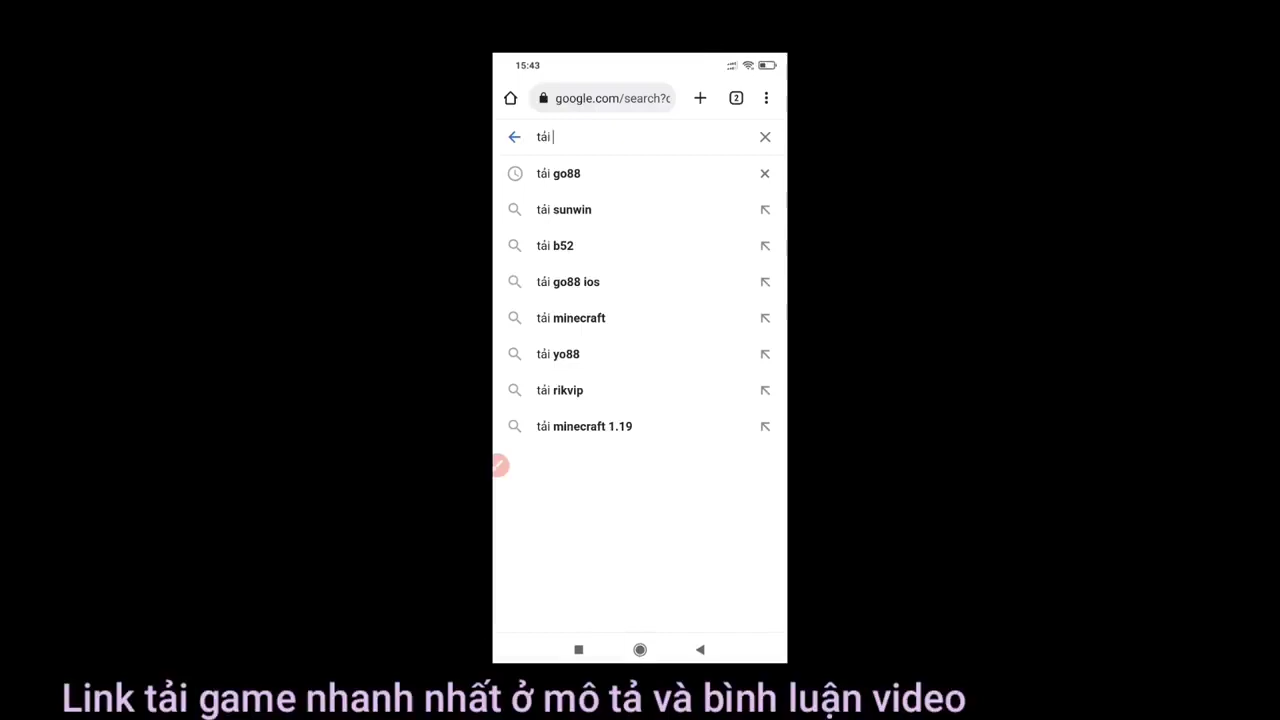 15:43
google.com/search?c
2
tải
tải go88
tải sunwin
tải b52
tải go88 ios
tải minecraft
tải yo88
tải rikvip
tải minecraft 1.19
Link tải game nhanh nhất ở mô tả và bình luận video